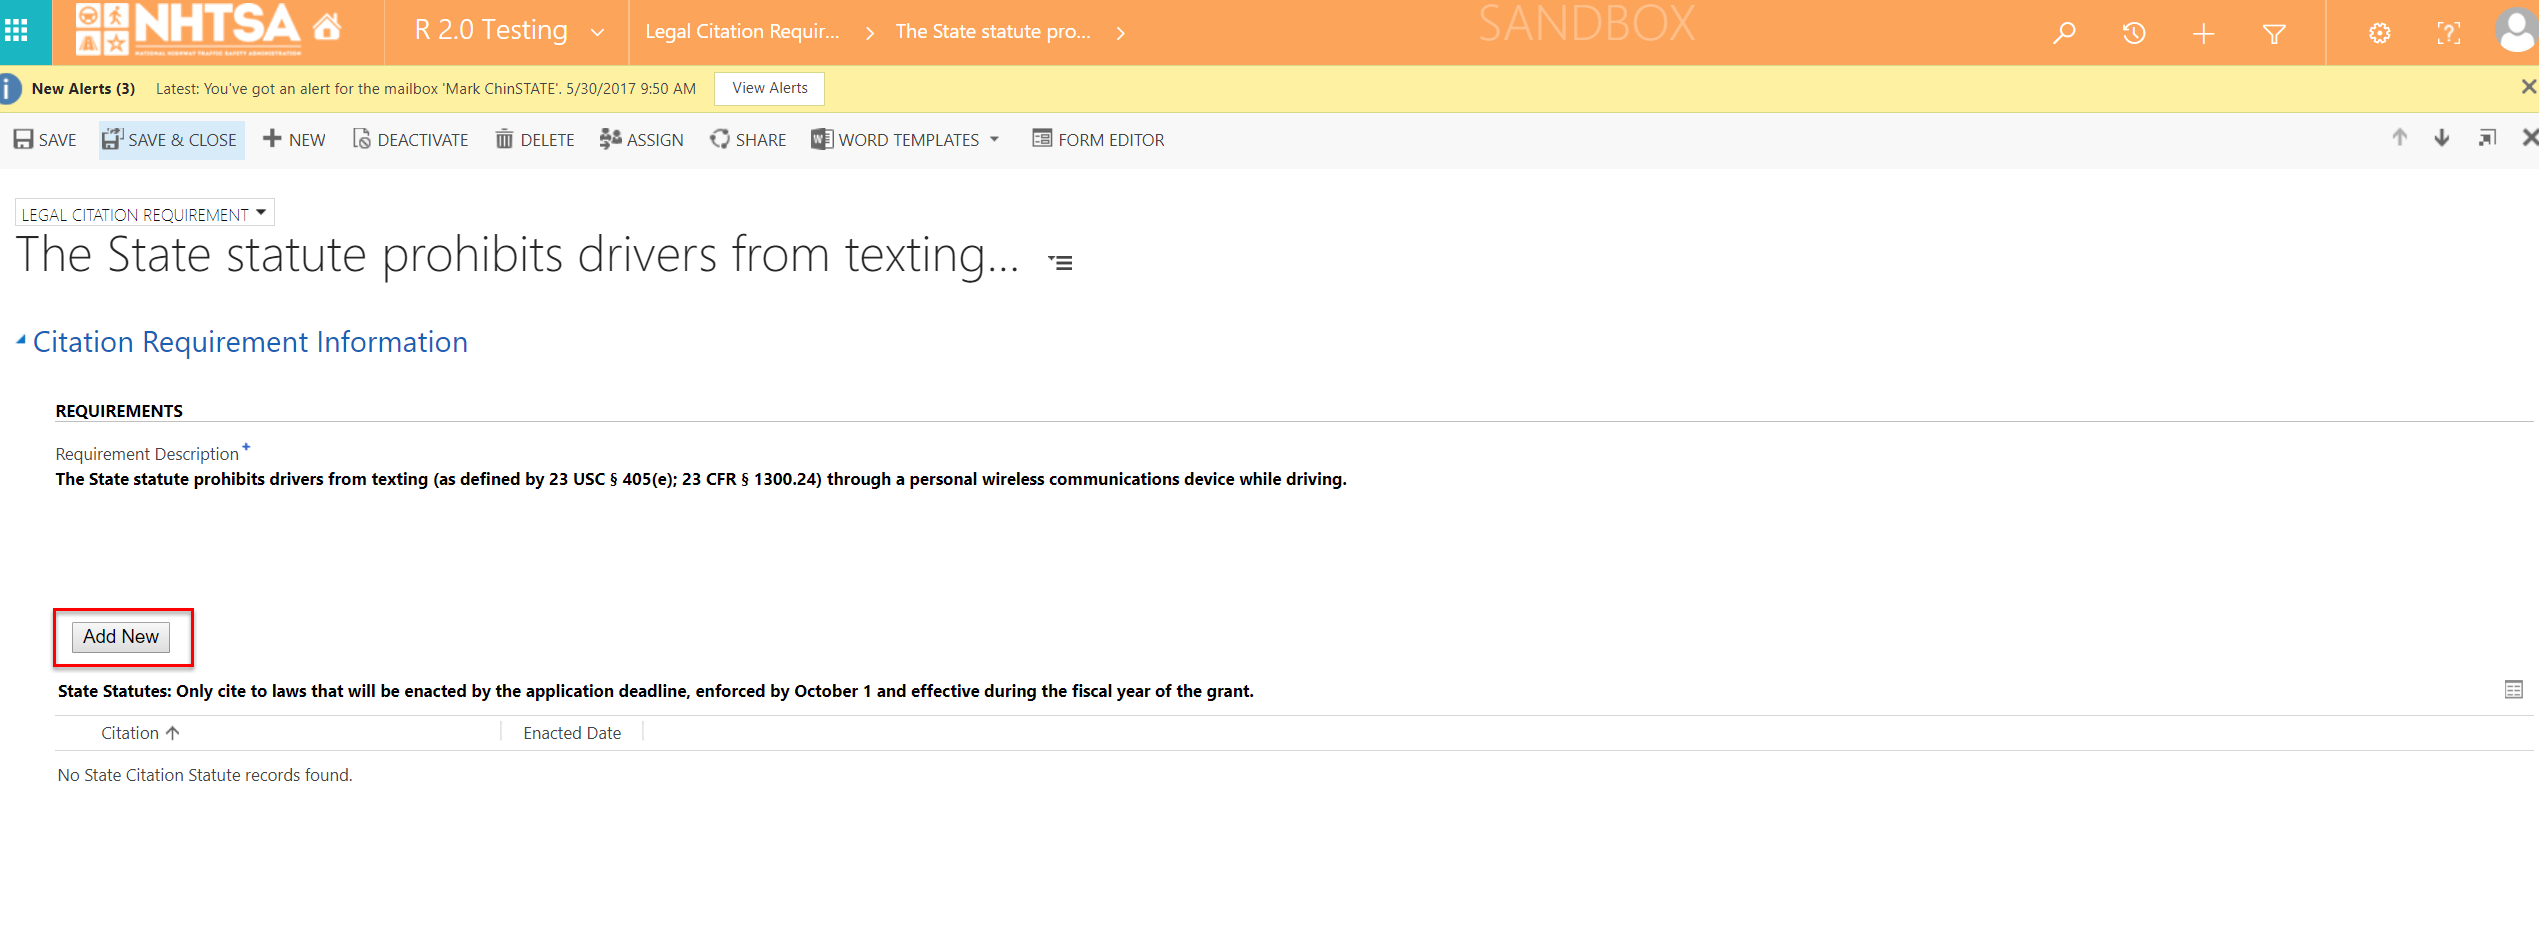 NHTSA
NATIONAL HIGHWAY TRAFFIC SAFETY ADMINISTRATION
R 2.0 Testing
Legal Citation Requir...
The State statute pro...
SANDBOX
New Alerts (3) Latest: You've got an alert for the mailbox 'Mark ChinSTATE'. 5/30/2017 9:50 AM View Alerts
SAVE SAVE & CLOSE NEW DEACTIVATE DELETE ASSIGN SHARE WORD TEMPLATES FORM EDITOR
LEGAL CITATION REQUIREMENT
The State statute prohibits drivers from texting...
Citation Requirement Information
REQUIREMENTS
Requirement Description+
The State statute prohibits drivers from texting (as defined by 23 USC § 405(e); 23 CFR § 1300.24) through a personal wireless communications device while driving.
Add New
State Statutes: Only cite to laws that will be enacted by the application deadline, enforced by October 1 and effective during the fiscal year of the grant.
Citation Enacted Date
No State Citation Statute records found.